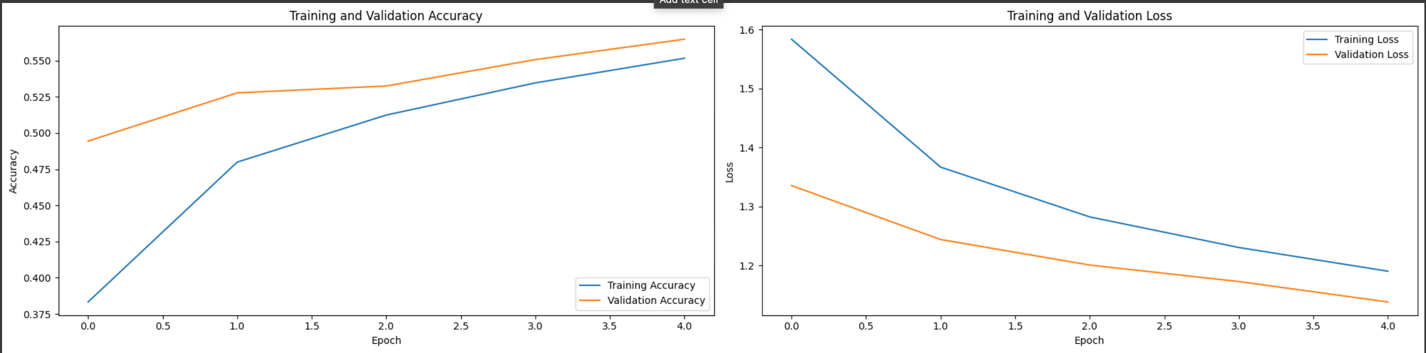 Add text cell
Training and Validation Accuracy
Accuracy
0.550
0.525
0.500
0.475
0.450
0.425
0.400
0.375
0.0 0.5 1.0 1.5 2.0 2.5 3.0 3.5 4.0
Epoch
Training Accuracy
Validation Accuracy
Training and Validation Loss
Loss
1.6
1.5
1.4
1.3
1.2
0.0 0.5 1.0 1.5 2.0 2.5 3.0 3.5 4.0
Epoch
Training Loss
Validation Loss